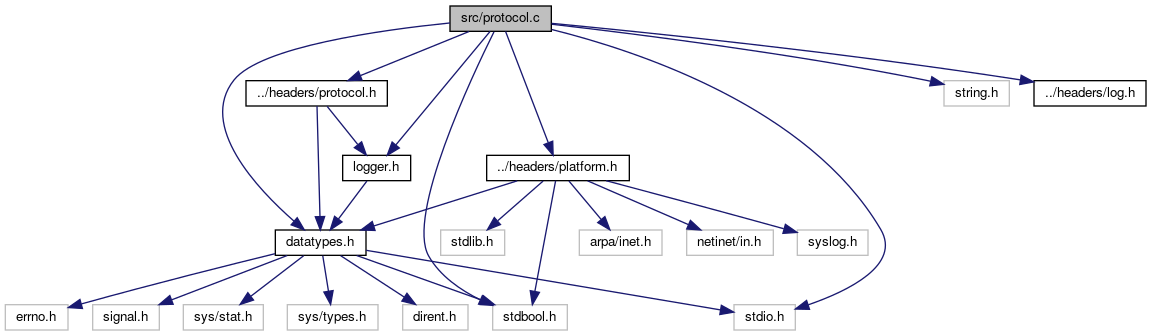 src/protocol.c
../headers/protocol.h
string.h
../headers/log.h
logger.h
../headers/platform.h
datatypes.h
stdlib.h
arpa/inet.h
netinet/in.h
syslog.h
errno.h
signal.h
sys/stat.h
sys/types.h
dirent.h
stdbool.h
stdio.h